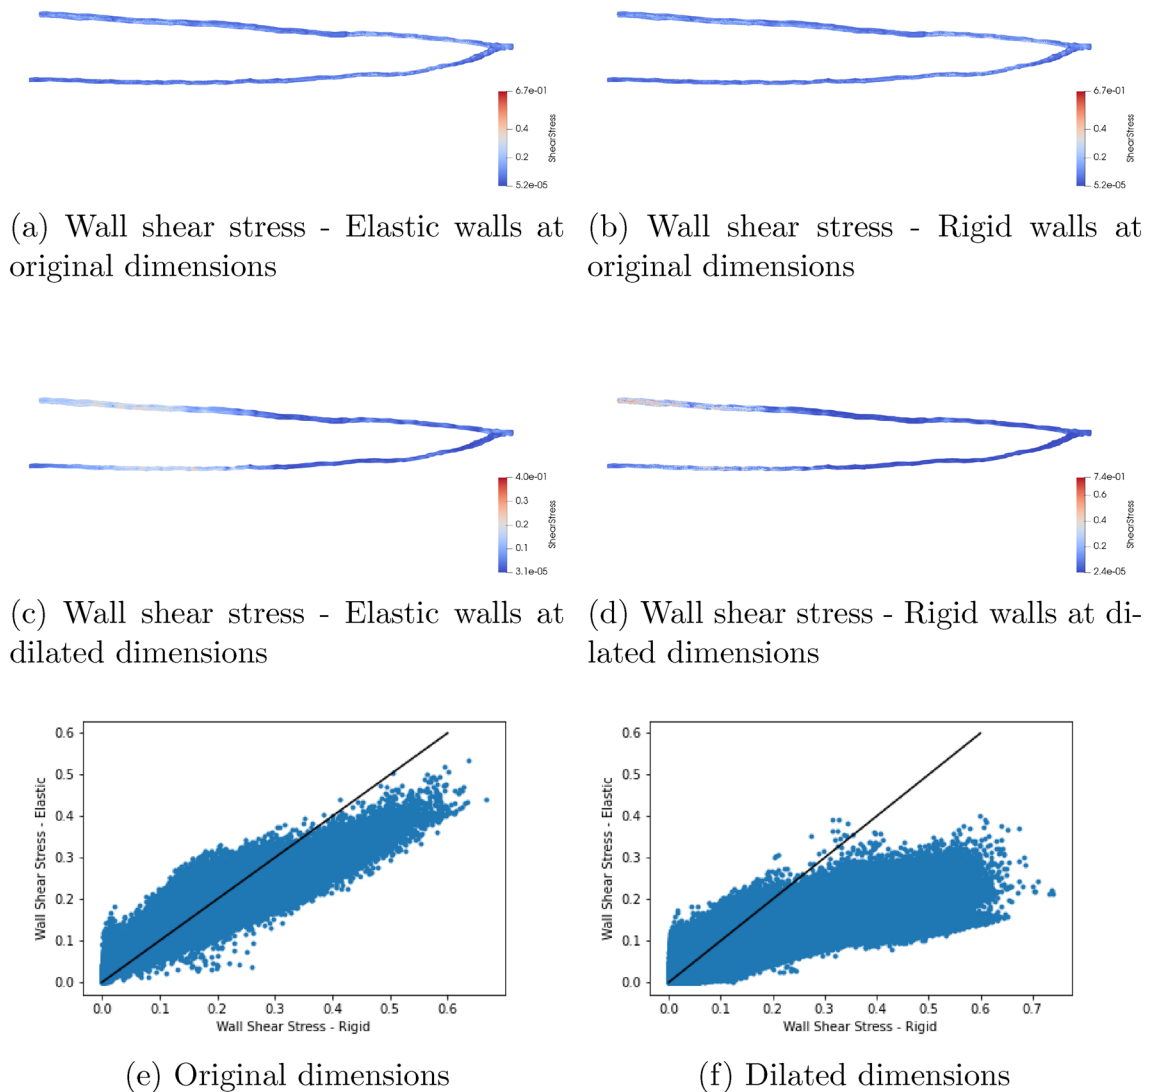 6.7e-01
0.4
0.2
5.2e-05
ShearStress
6.7e-01
0.4
0.2
5.2e-05
ShearStress
(a) Wall shear stress - Elastic walls at
original dimensions
(b) Wall shear stress - Rigid walls at
original dimensions
4.0e-01
0.3
0.2
0.1
3.1e-05
ShearStress
7.4e-01
0.6
0.4
0.2
2.4e-05
ShearStress
(c) Wall shear stress - Elastic walls at
dilated dimensions
(d) Wall shear stress - Rigid walls at di-
lated dimensions
0.6
0.5
0.4
0.3
0.2
0.1
0.0
Wall Shear Stress - Elastic
0.0 0.1 0.2 0.3 0.4 0.5 0.6
Wall Shear Stress - Rigid
(e) Original dimensions
0.6
0.5
0.4
0.3
0.2
0.1
0.0
Wall Shear Stress - Elastic
0.0 0.1 0.2 0.3 0.4 0.5 0.6 0.7
Wall Shear Stress - Rigid
(f) Dilated dimensions